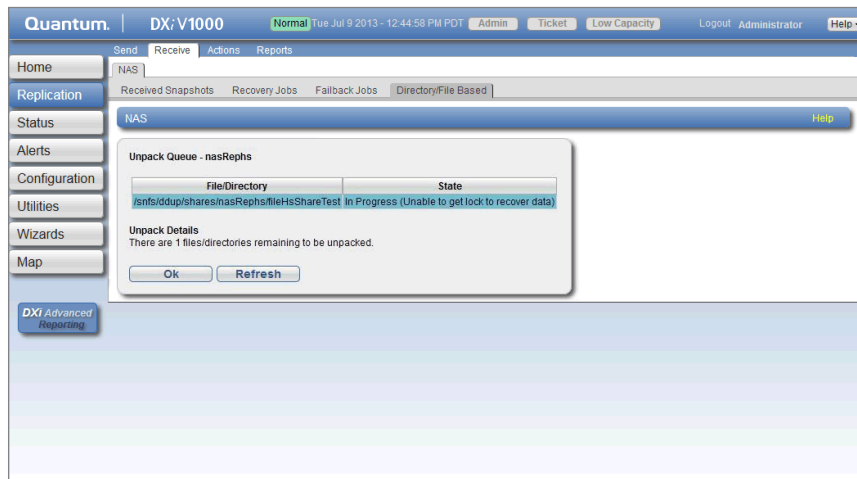 Quantum. DXi V1000 Normal Tue Jul 9 2013 - 12:44:58 PM PDT Admin Ticket Low Capacity Logout Administrator Help
Send Receive Actions Reports
Home
NAS
Replication
Received Snapshots Recovery Jobs Failback Jobs Directory/File Based
Status
NAS Help
Alerts
Unpack Queue - nasRephs
Configuration
File/Directory State
Utilities
/snfs/ddup/shares/nasRephs/fileHsShareTest In Progress (Unable to get lock to recover data)
Wizards
Unpack Details
There are 1 files/directories remaining to be unpacked.
Map
Ok Refresh
DXi Advanced
Reporting